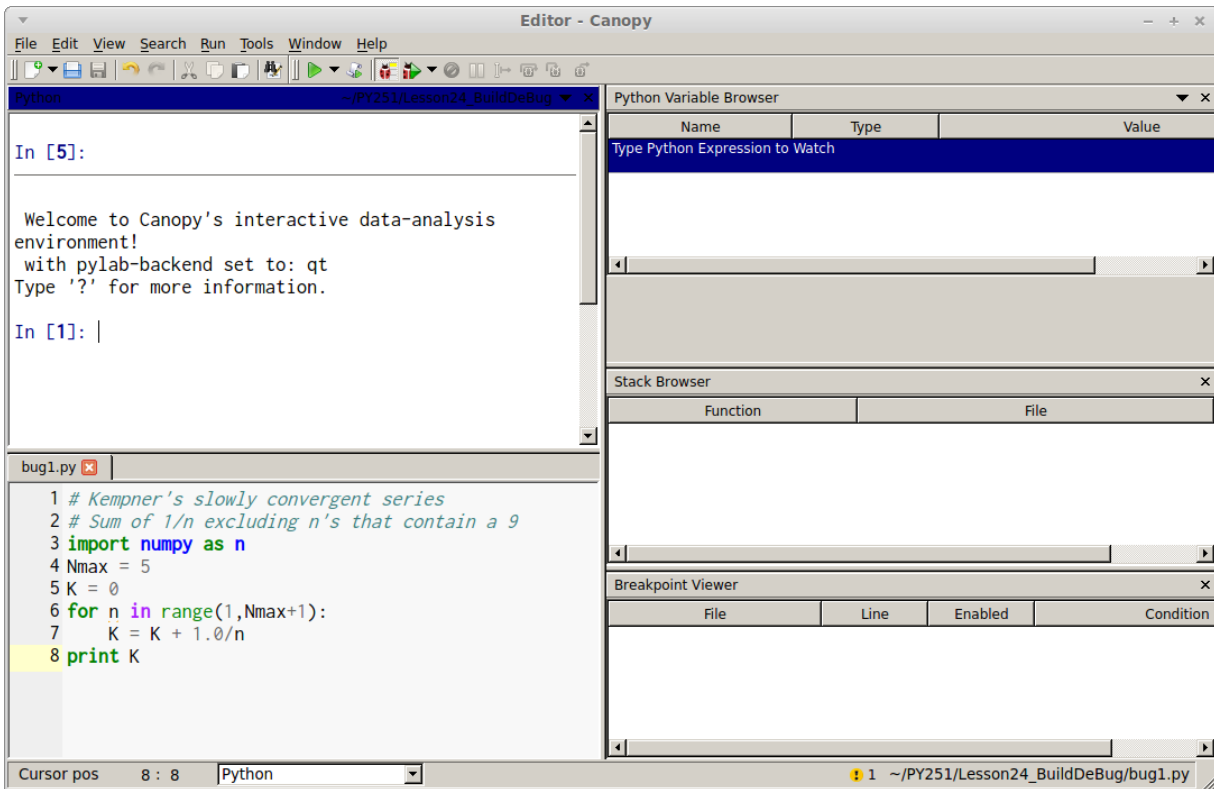 Editor - Canopy
File Edit View Search Run Tools Window Help
Python ~/PY251/Lesson24_BuildDeBug
In [5]:
Welcome to Canopy's interactive data-analysis
environment!
with pylab-backend set to: qt
Type '?' for more information.
In [1]:
bug1.py
1 # Kempner's slowly convergent series
2 # Sum of 1/n excluding n's that contain a 9
3 import numpy as n
4 Nmax = 5
5 K = 0
6 for n in range(1,Nmax+1):
7     K = K + 1.0/n
8 print K
Python Variable Browser
Name Type Value
Type Python Expression to Watch
Stack Browser
Function File
Breakpoint Viewer
File Line Enabled Condition
Cursor pos 8 : 8 Python 1 ~/PY251/Lesson24_BuildDeBug/bug1.py